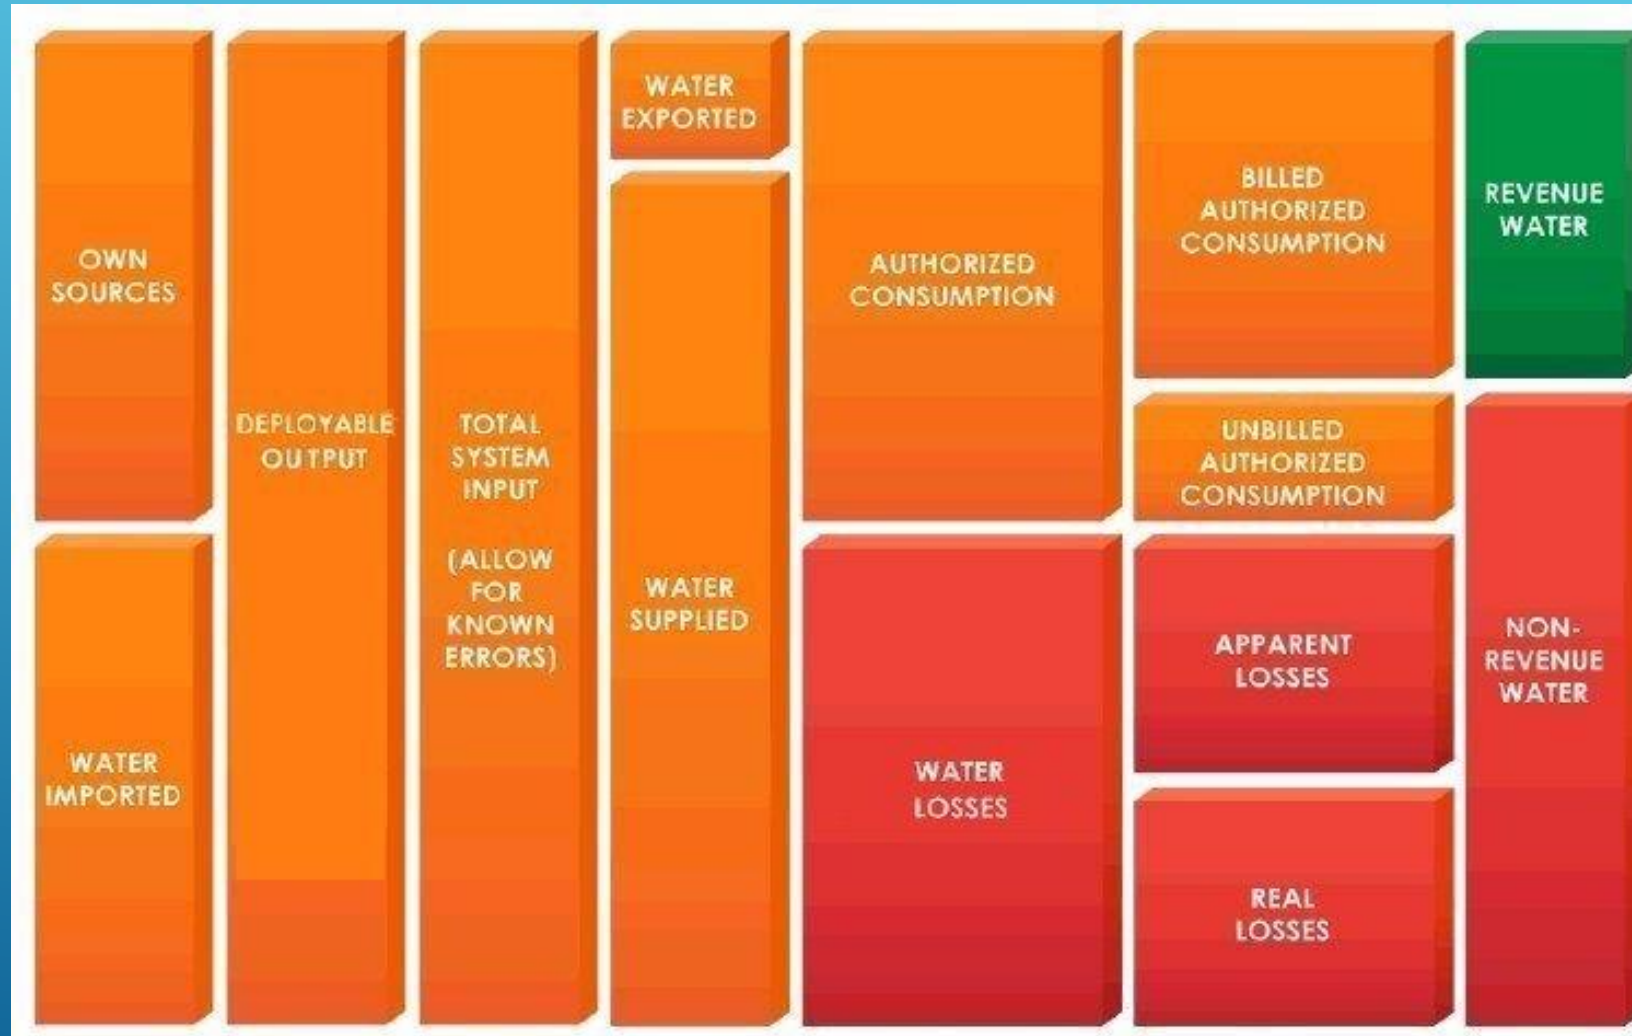 OWN
SOURCES
WATER
IMPORTED
DEPLOYABLE
OUTPUT
TOTAL
SYSTEM
INPUT
(ALLOW
FOR
KNOWN
ERRORS)
WATER
EXPORTED
WATER
SUPPLIED
AUTHORIZED
CONSUMPTION
WATER
LOSSES
BILLED
AUTHORIZED
CONSUMPTION
UNBILLED
AUTHORIZED
CONSUMPTION
APPARENT
LOSSES
REAL
LOSSES
REVENUE
WATER
NON-
REVENUE
WATER